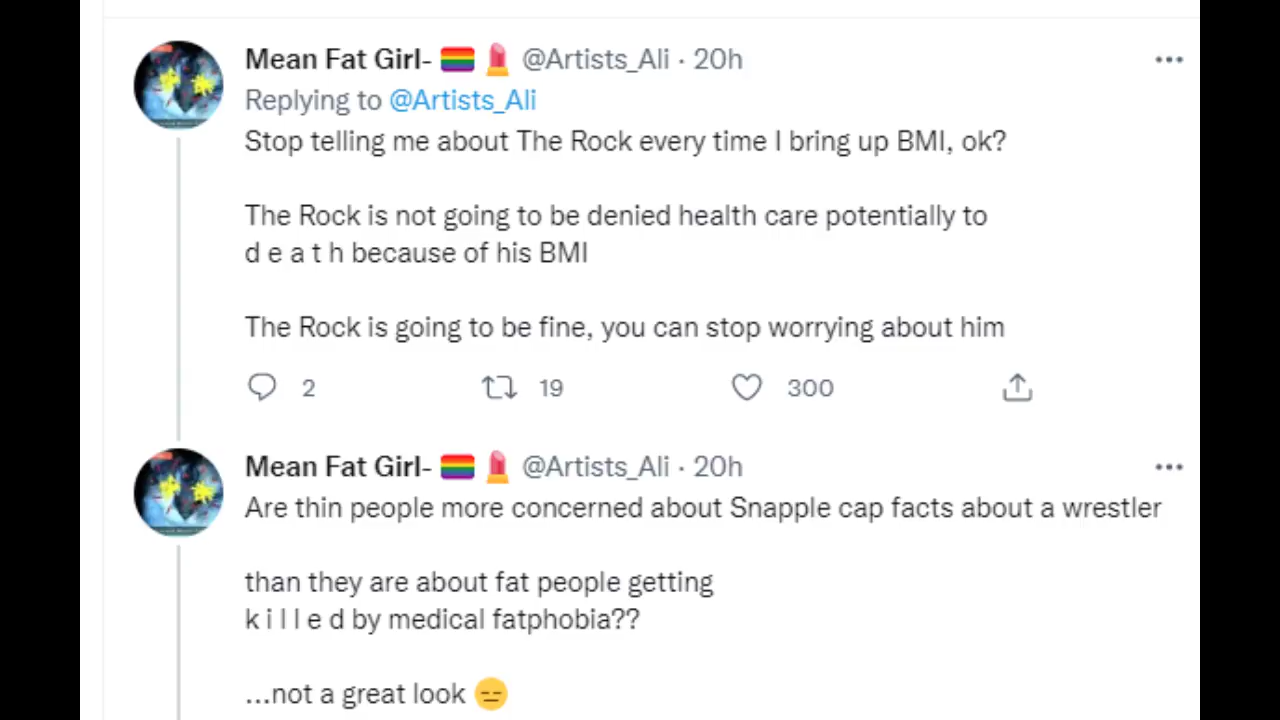 Mean Fat Girl- 🏳️‍🌈 💄 @Artists_Ali · 20h
Replying to @Artists_Ali
Stop telling me about The Rock every time I bring up BMI, ok?
The Rock is not going to be denied health care potentially to
d e a t h because of his BMI
The Rock is going to be fine, you can stop worrying about him
2 19 300
Mean Fat Girl- 🏳️‍🌈 💄 @Artists_Ali · 20h
Are thin people more concerned about Snapple cap facts about a wrestler
than they are about fat people getting
k i l l e d by medical fatphobia??
...not a great look 😑